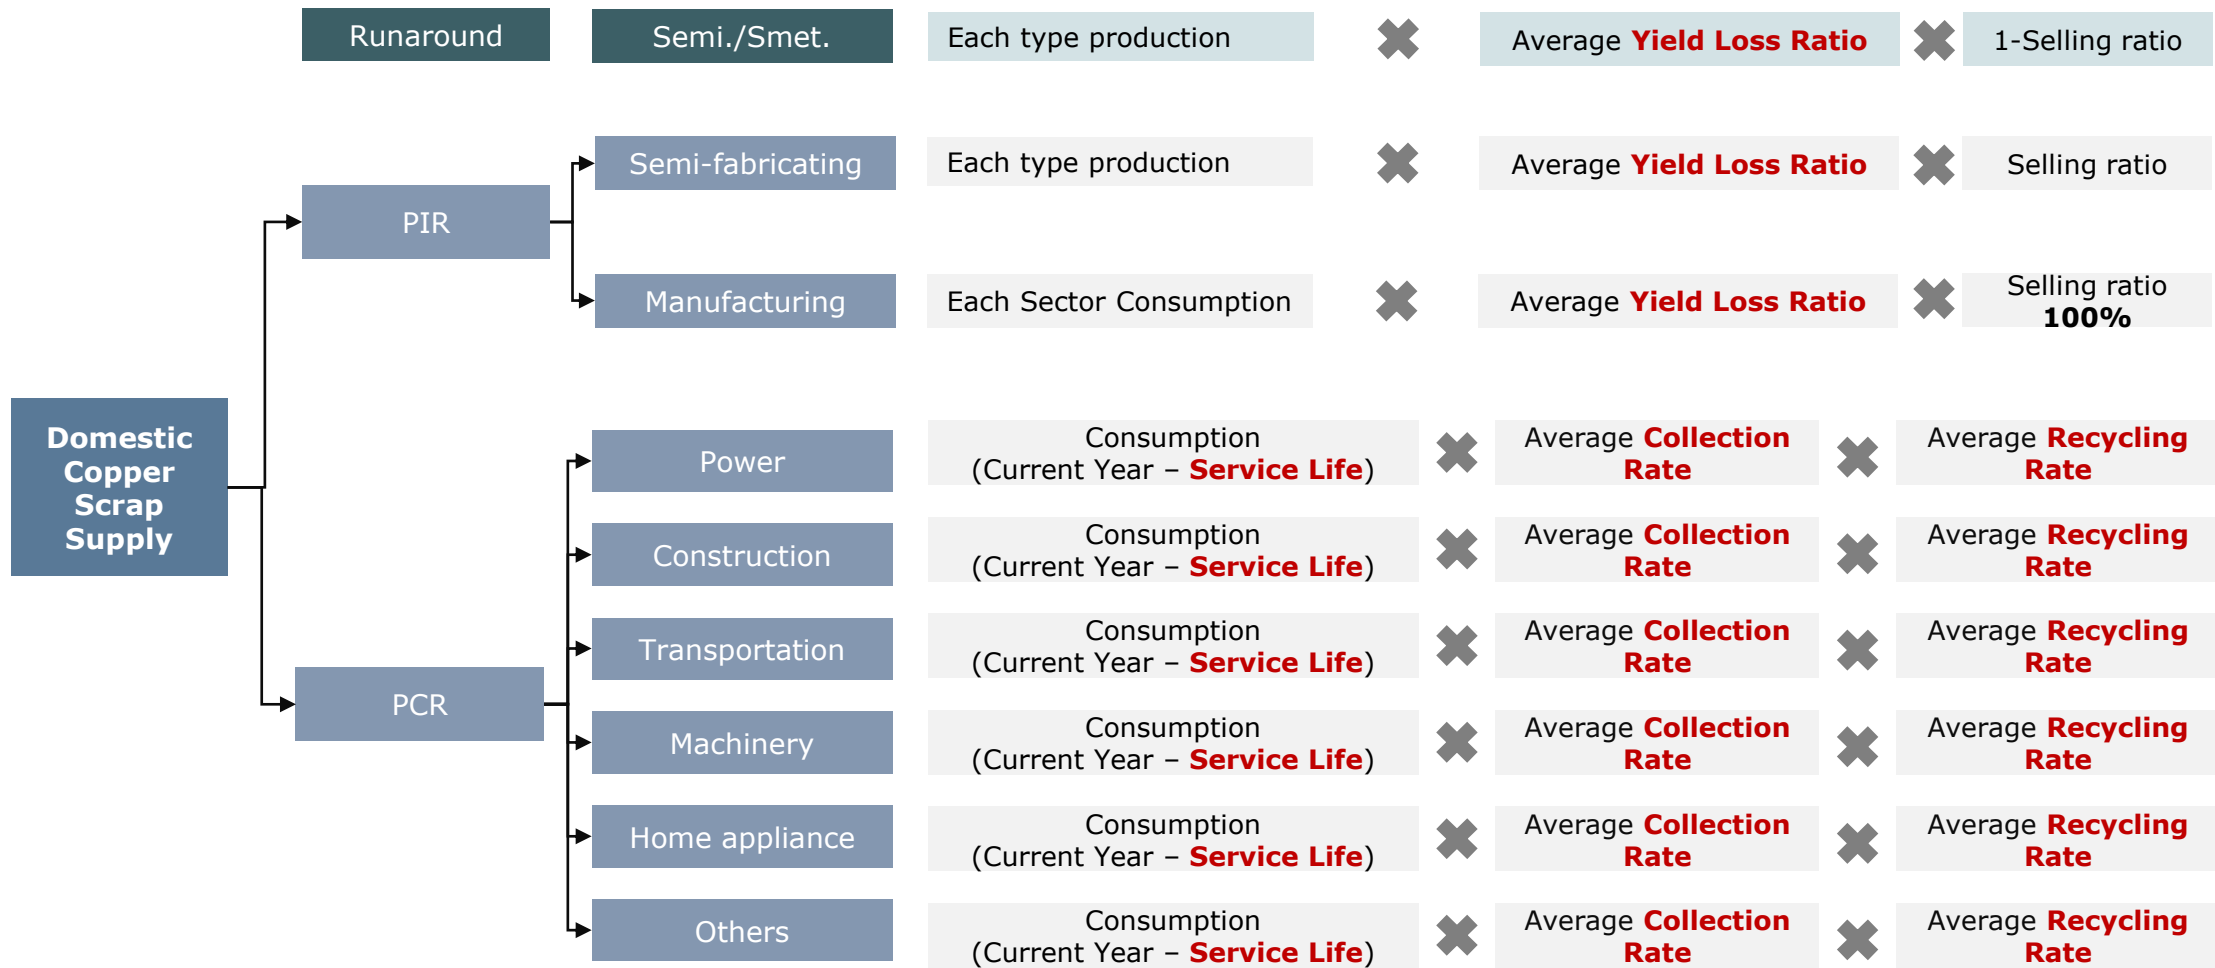 Runaround
Semi./Smet.
Each type production
Average Yield Loss Ratio
1-Selling ratio
Semi-fabricating
Each type production
Average Yield Loss Ratio
Selling ratio
PIR
Manufacturing
Each Sector Consumption
Average Yield Loss Ratio
Selling ratio
100%
Domestic
Copper
Scrap
Supply
Power
Consumption
(Current Year – Service Life)
Average Collection
Rate
Average Recycling
Rate
Construction
Consumption
(Current Year – Service Life)
Average Collection
Rate
Average Recycling
Rate
Transportation
Consumption
(Current Year – Service Life)
Average Collection
Rate
Average Recycling
Rate
PCR
Machinery
Consumption
(Current Year – Service Life)
Average Collection
Rate
Average Recycling
Rate
Home appliance
Consumption
(Current Year – Service Life)
Average Collection
Rate
Average Recycling
Rate
Others
Consumption
(Current Year – Service Life)
Average Collection
Rate
Average Recycling
Rate